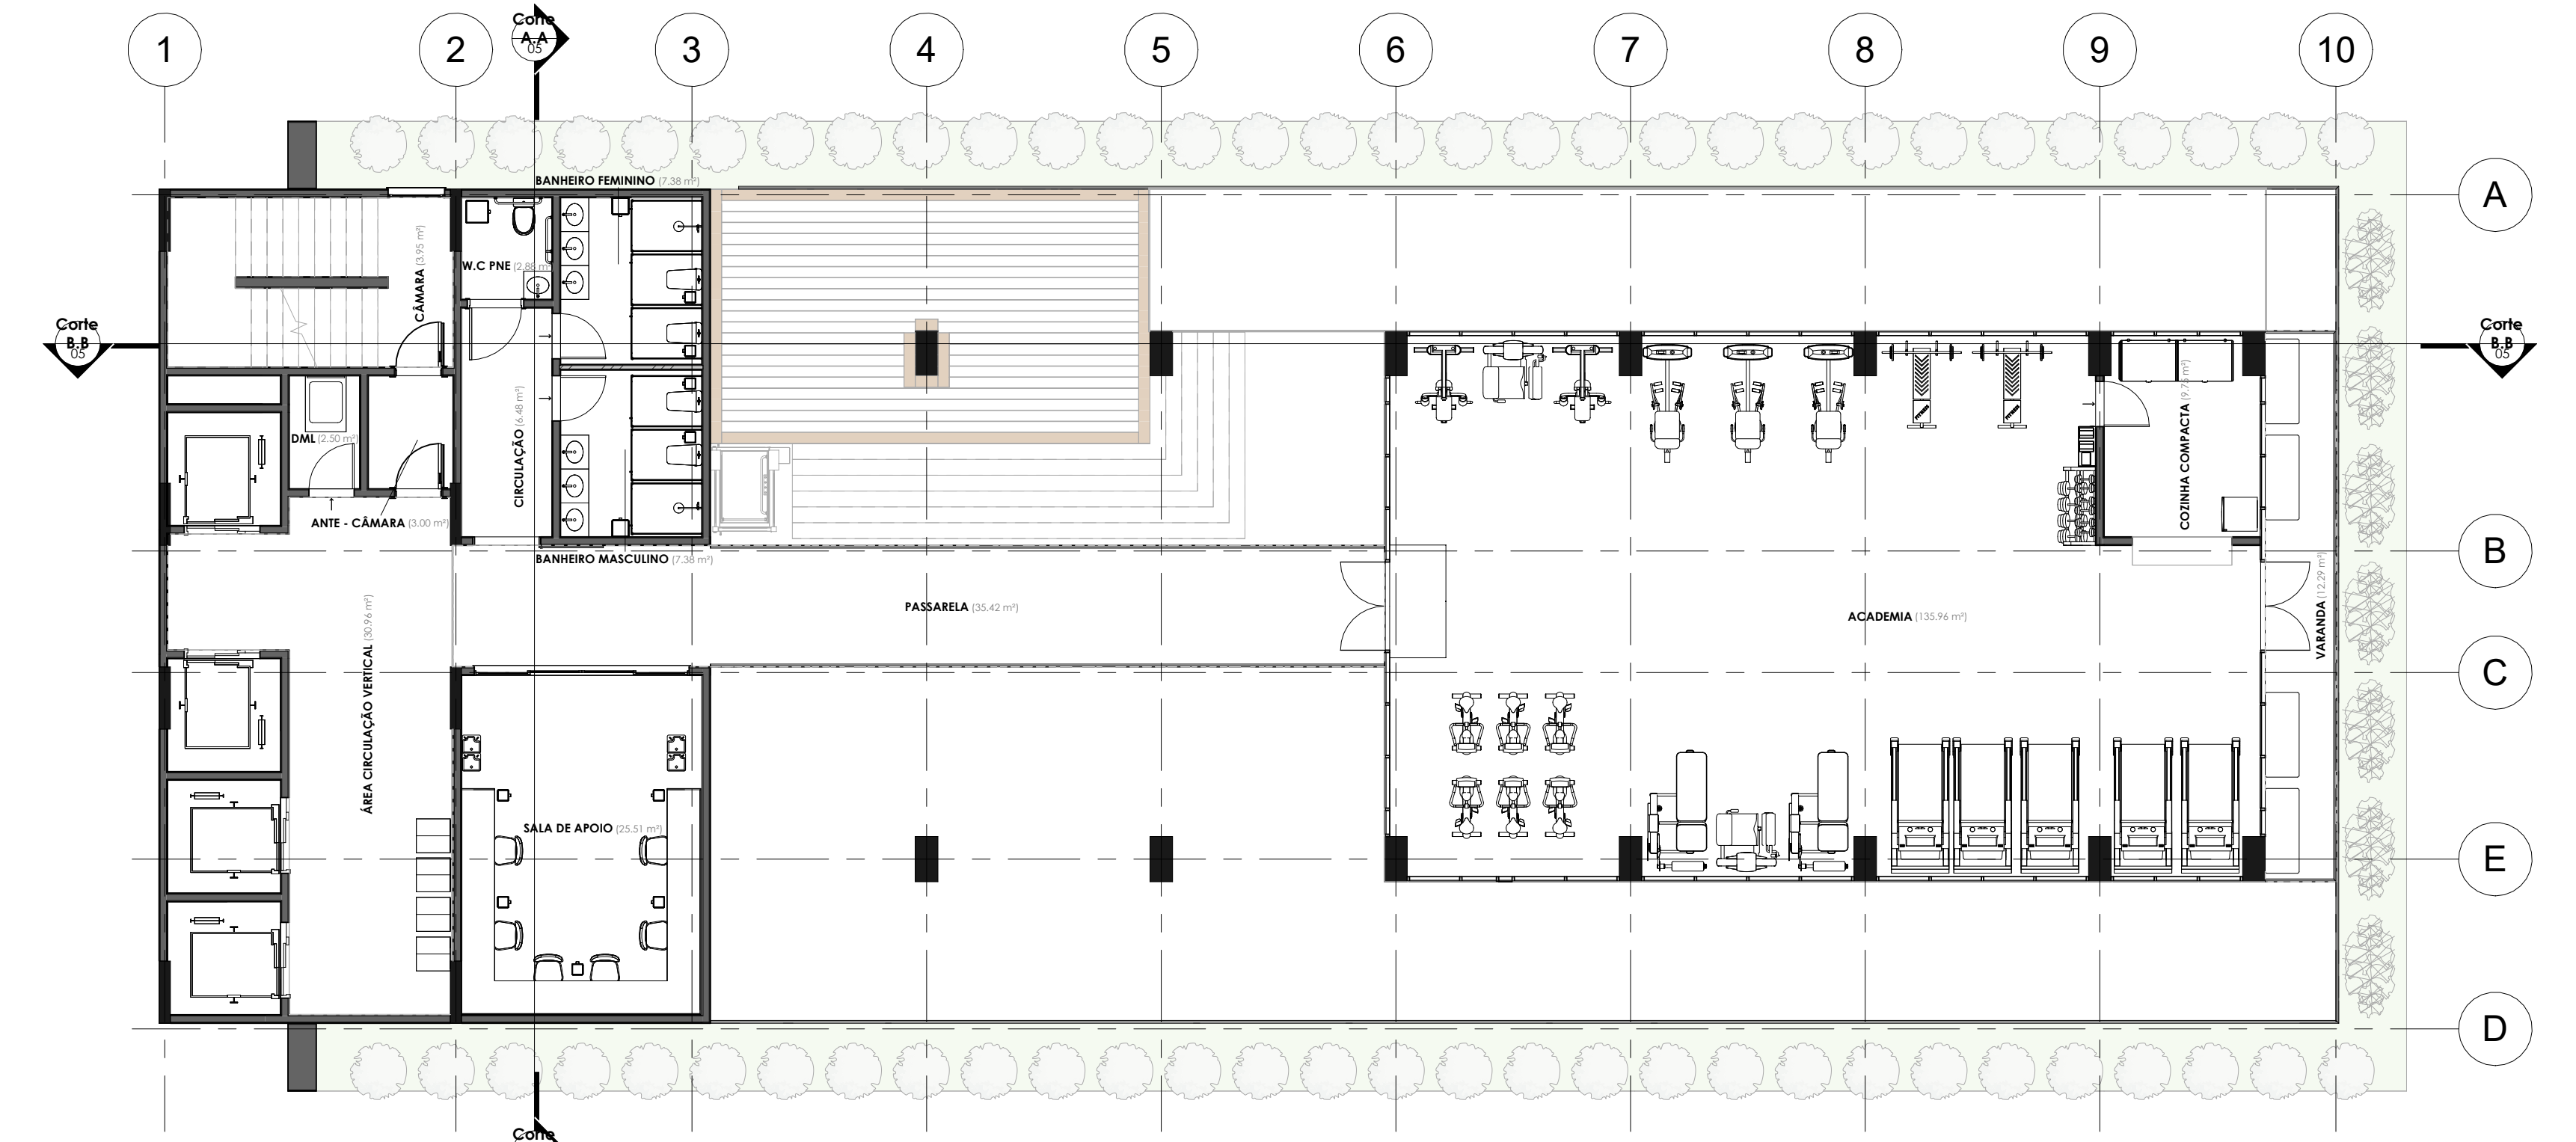 Corte
A.A
05
1
2
3
4
5
6
7
8
9
10
A
BANHEIRO FEMININO (7.38 m²)
CÂMARA (3.95 m²)
W.C PNE (2.88 m²)
Corte
B.B
05
Corte
B.B
05
DML (2.50 m²)
CIRCULAÇÃO (6.48 m²)
COZINHA COMPACTA
ANTE - CÂMARA (3.00 m²)
B
BANHEIRO MASCULINO (7.38 m²)
PASSARELA (35.42 m²)
ACADEMIA (135.96 m²)
VARANDA (12.29 m²)
C
ÁREA CIRCULAÇÃO VERTICAL (30.96 m²)
SALA DE APOIO (25.51 m²)
E
D
Corte